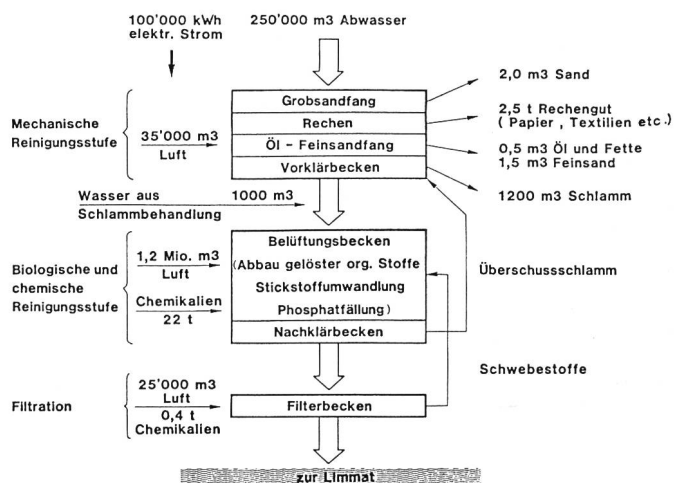 100'000 kWh
elektr. Strom
250'000 m3 Abwasser
Mechanische
Reinigungsstufe
35'000 m3
Luft
Grobsandfang
Rechen
Öl - Feinsandfang
Vorklärbecken
2,0 m3 Sand
2,5 t Rechengut
( Papier , Textilien etc.)
0,5 m3 Öl und Fette
1,5 m3 Feinsand
1200 m3 Schlamm
Wasser aus 1000 m3
Schlammbehandlung
Biologische und
chemische
Reinigungsstufe
1,2 Mio. m3
Luft
Chemikalien
22 t
Belüftungsbecken
(Abbau gelöster org. Stoffe
Stickstoffumwandlung
Phosphatfällung)
Nachklärbecken
Überschussschlamm
Schwebestoffe
Filtration
25'000 m3
Luft
0,4 t
Chemikalien
Filterbecken
zur Limmat